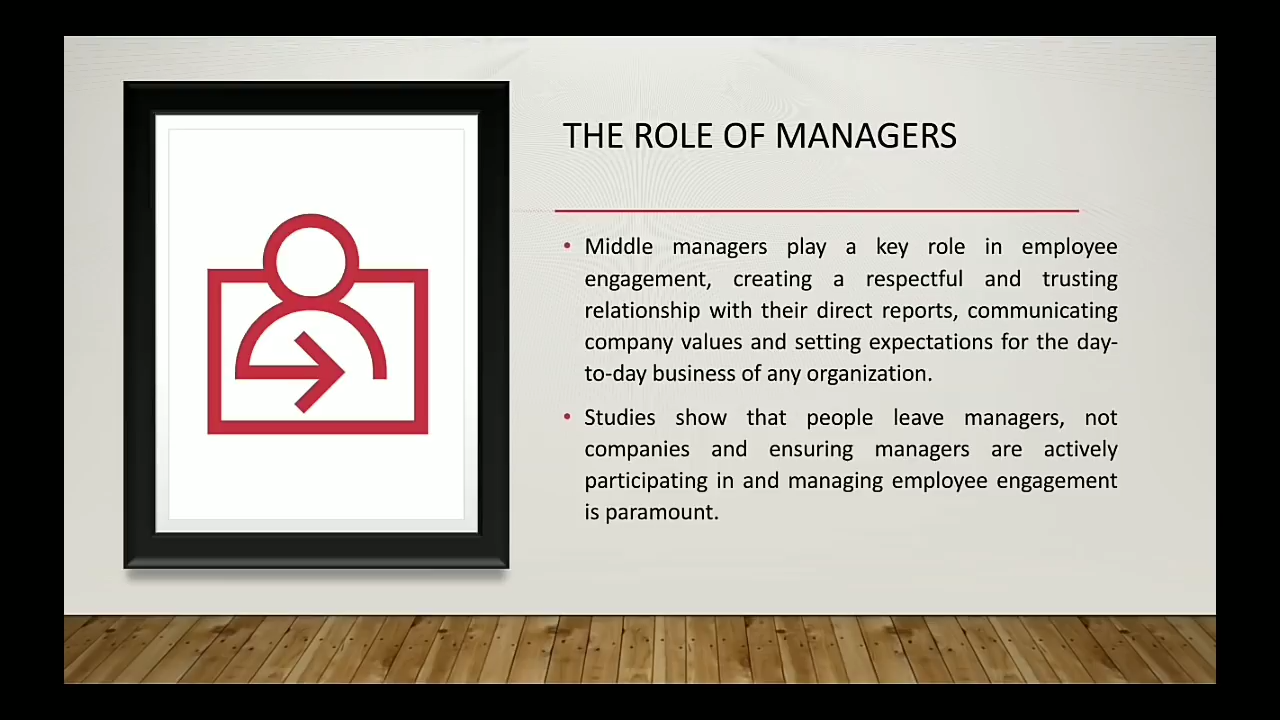 THE ROLE OF MANAGERS
• Middle managers play a key role in employee
engagement, creating a respectful and trusting
relationship with their direct reports, communicating
company values and setting expectations for the day-
to-day business of any organization.
• Studies show that people leave managers, not
companies and ensuring managers are actively
participating in and managing employee engagement
is paramount.